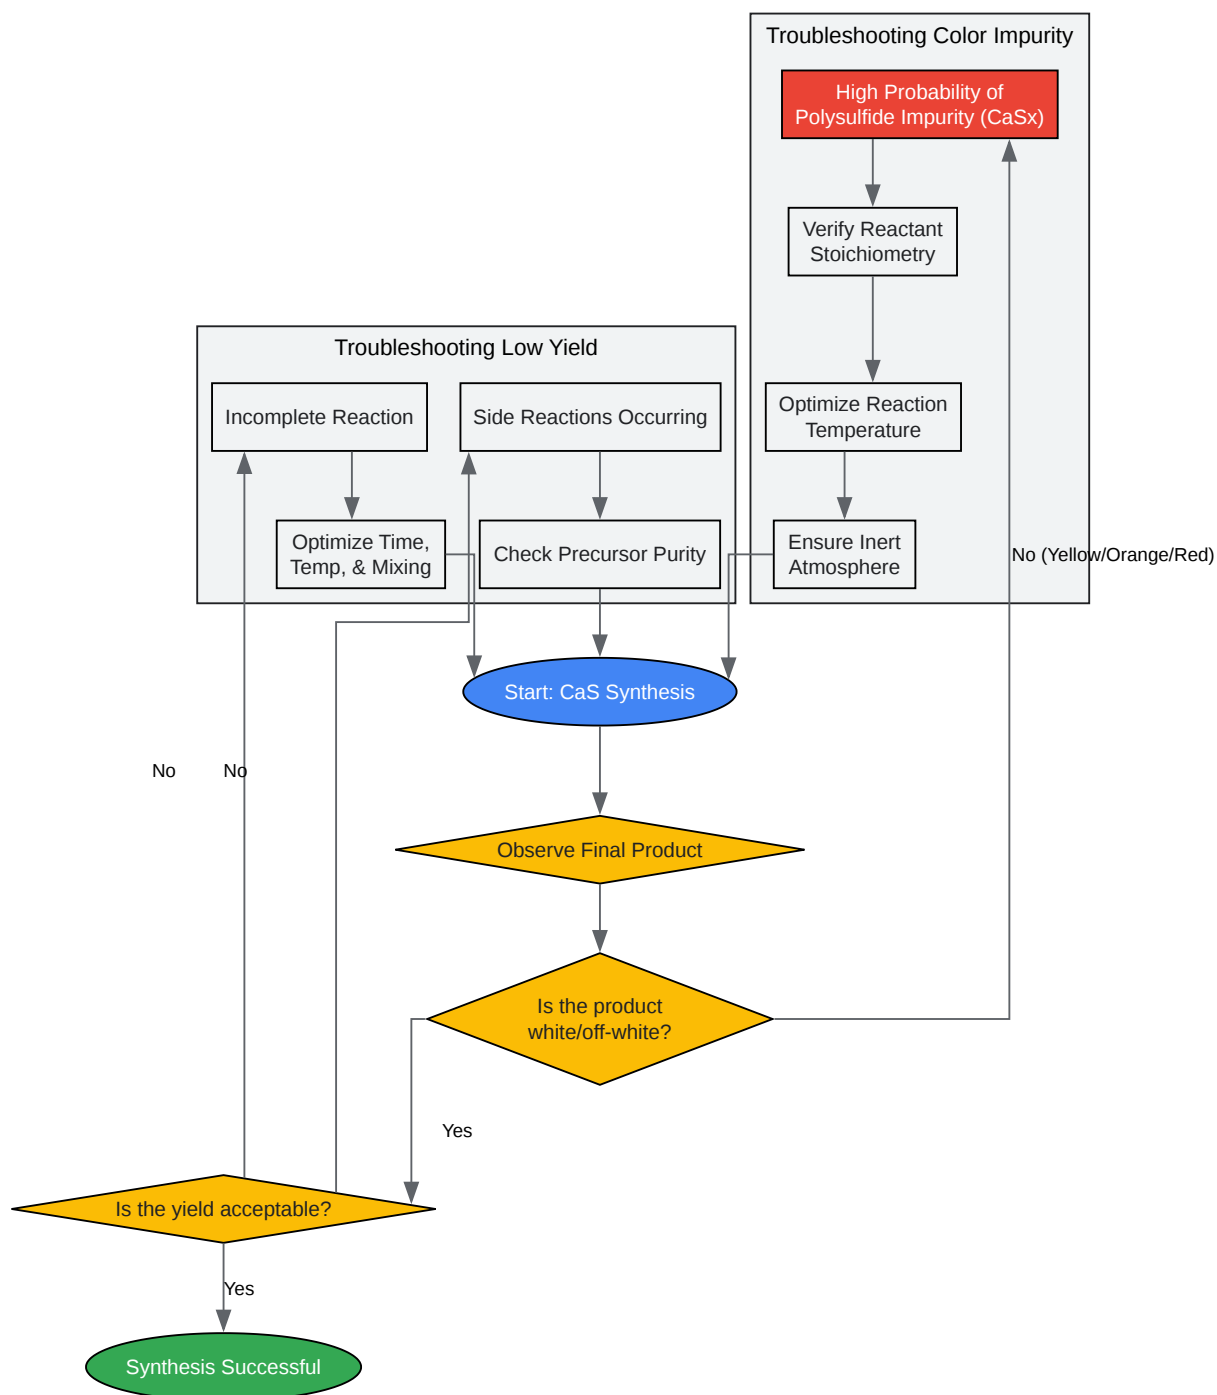 Troubleshooting Color Impurity
High Probability of
Polysulfide Impurity (CaSx)
Verify Reactant
Stoichiometry
Troubleshooting Low Yield
Incomplete Reaction
Side Reactions Occurring
Optimize Reaction
Temperature
Optimize Time,
Temp, & Mixing
Check Precursor Purity
Ensure Inert
Atmosphere
No (Yellow/Orange/Red)
Start: CaS Synthesis
No
No
Observe Final Product
Is the product
white/off-white?
Yes
Is the yield acceptable?
Yes
Synthesis Successful